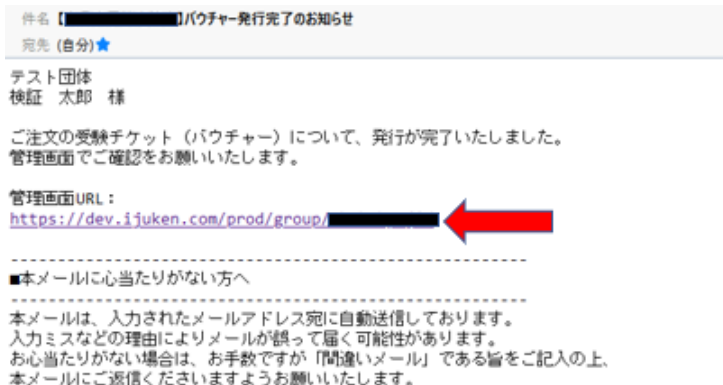 件名【 】バウチャー発行完了のお知らせ
宛先 (自分)★
テスト団体
検証 太郎 様
ご注文の受験チケット（バウチャー）について、発行が完了いたしました。
管理画面でご確認をお願いいたします。
管理画面URL：
https://dev.ijuken.com/prod/group/
-------------------------------------------------------
■本メールに心当たりがない方へ
-------------------------------------------------------
本メールは、入力されたメールアドレス宛に自動送信しております。
入力ミスなどの理由によりメールが誤って届く可能性があります。
お心当たりがない場合は、お手数ですが「間違いメール」である旨をご記入の上、
本メールにご返信くださいますようお願いいたします。